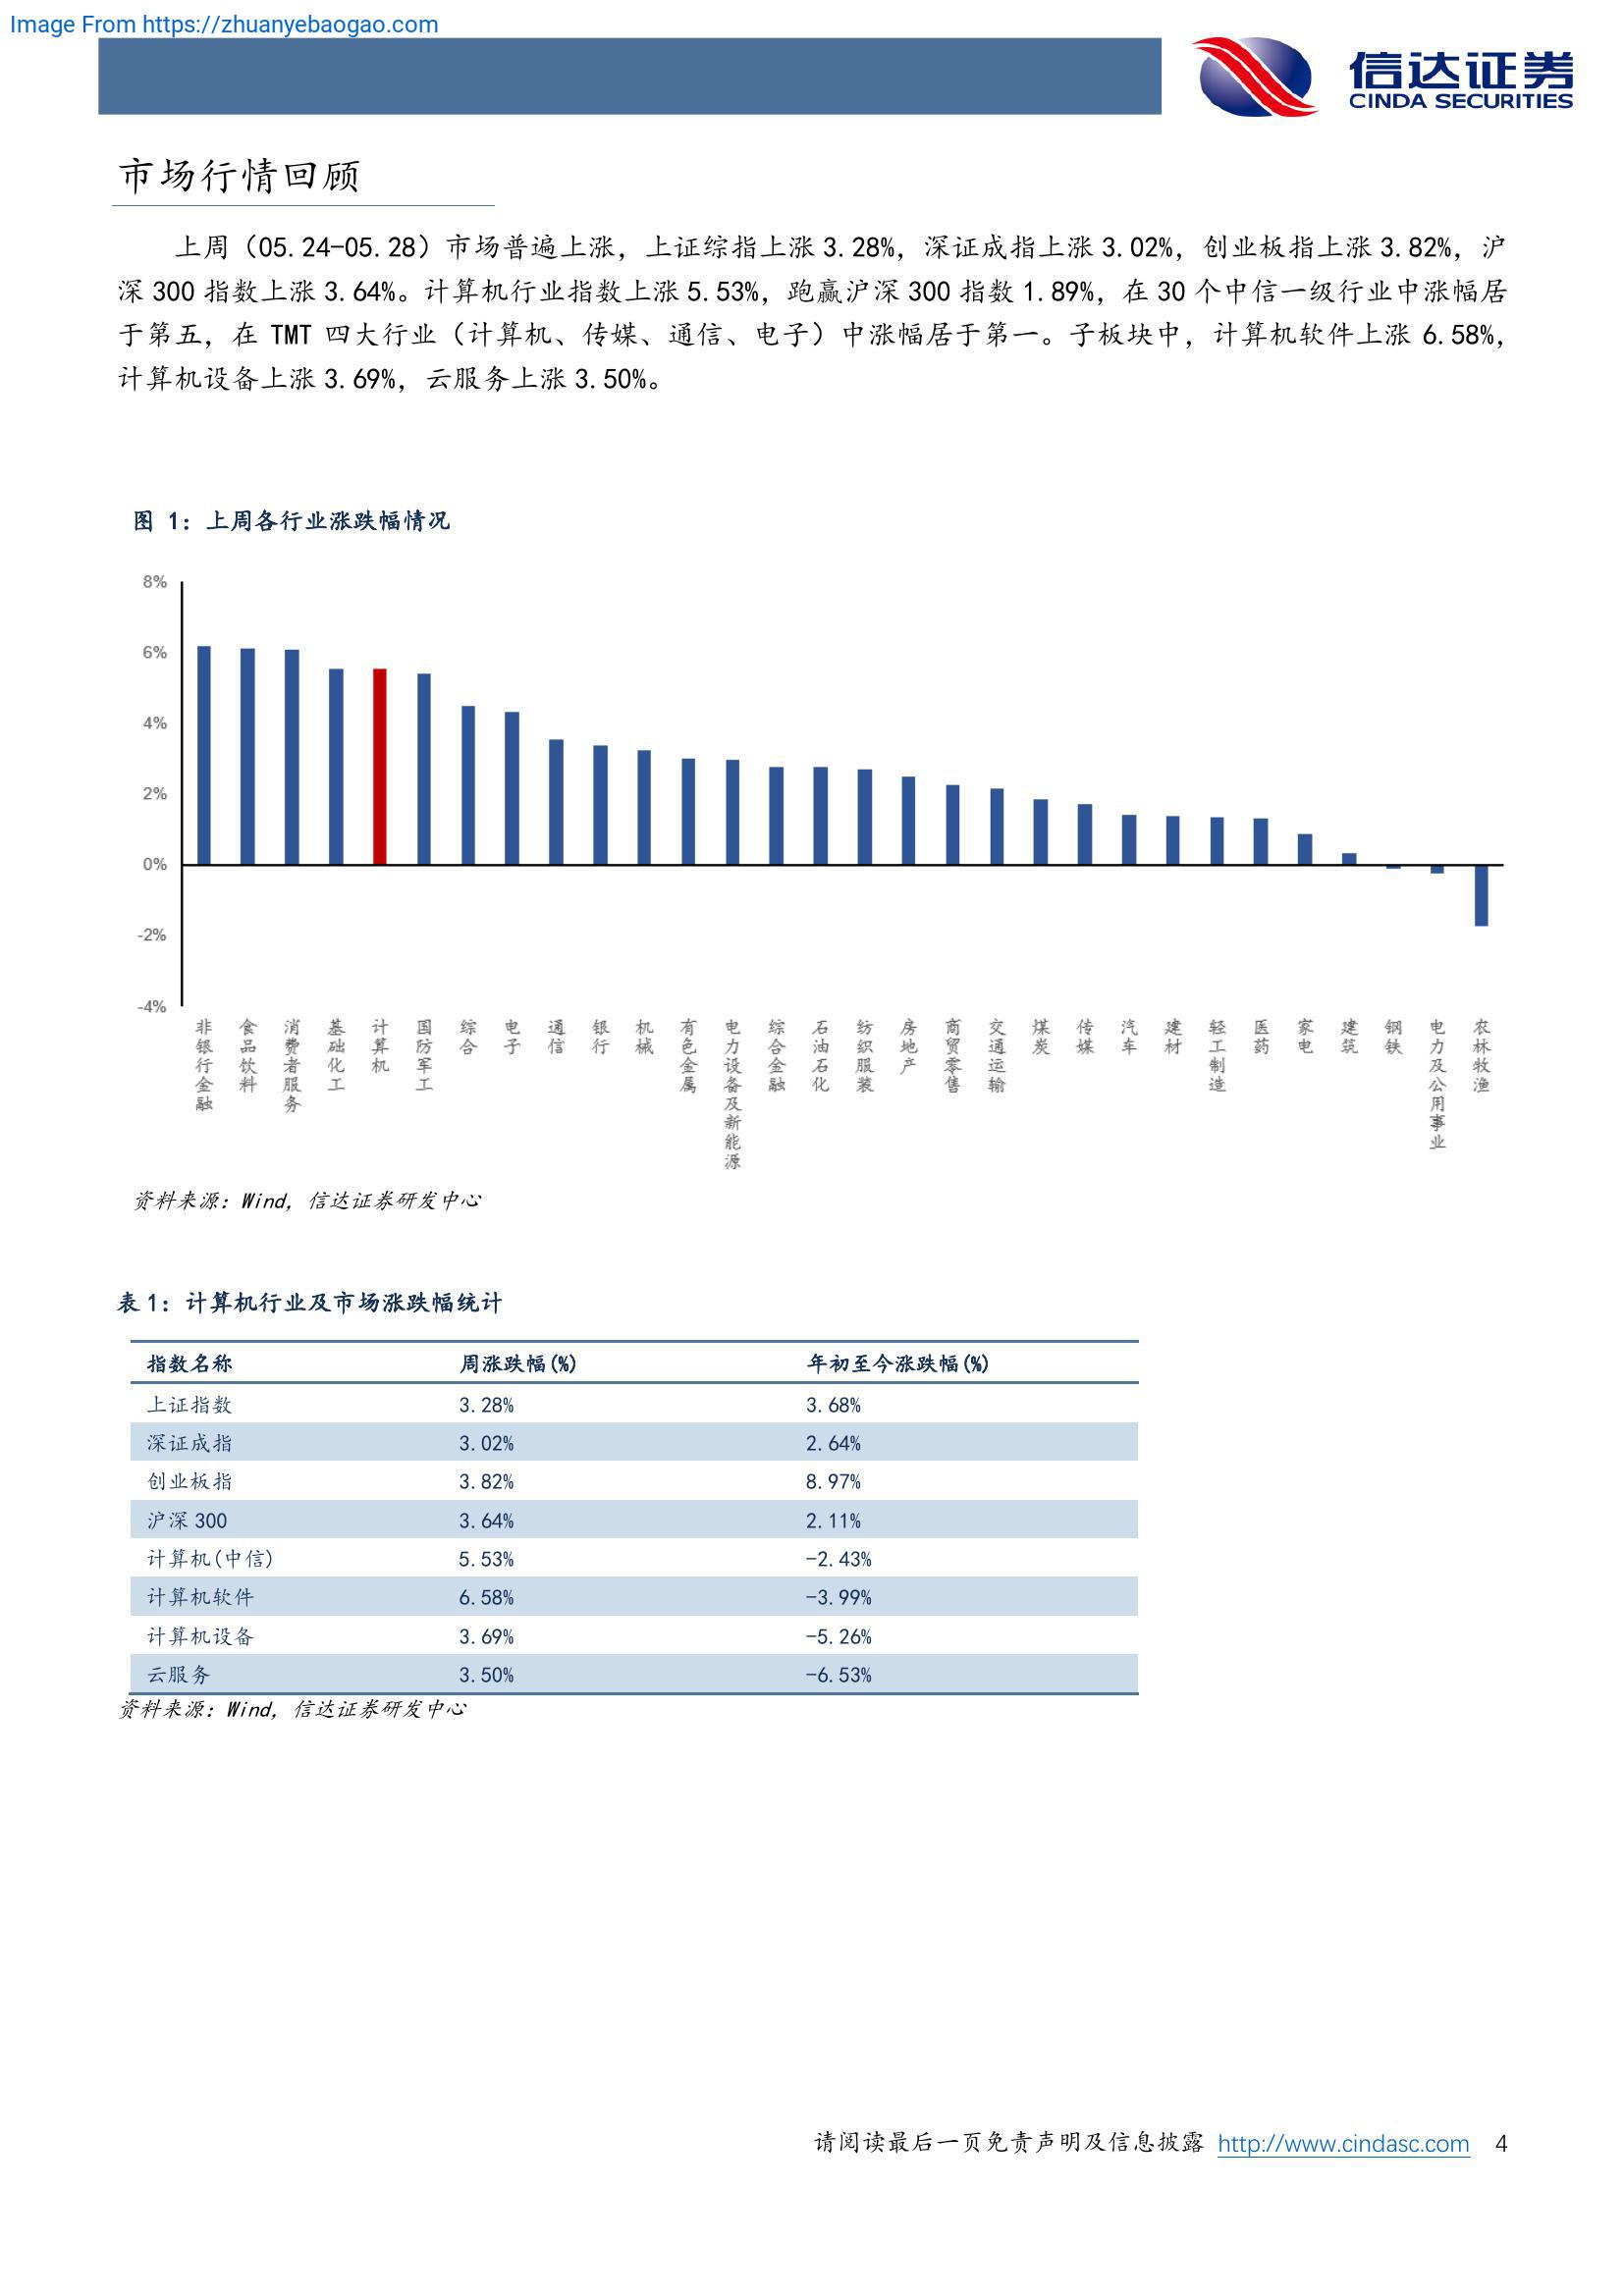 Image From https://zhuanyebaogao.com
信达证券
CINDA SECURITIES
市场行情回顾
上周（05.24-05.28）市场普遍上涨，上证综指上涨 3.28%，深证成指上涨 3.02%，创业板指上涨 3.82%，沪
深 300 指数上涨 3.64%。计算机行业指数上涨 5.53%，跑赢沪深 300 指数 1.89%，在 30 个中信一级行业中涨幅居
于第五，在 TMT 四大行业（计算机、传媒、通信、电子）中涨幅居于第一。子板块中，计算机软件上涨 6.58%，
计算机设备上涨 3.69%，云服务上涨 3.50%。
图 1：上周各行业涨跌幅情况
8%
6%
4%
2%
0%
-2%
-4%
非银行金融
食品饮料
消费者服务
基础化工
计算机
国防军工
综合
电子
通信
银行
机械
有色金属
电力设备及新能源
综合金融
石油石化
纺织服装
房地产
商贸零售
交通运输
煤炭
传媒
汽车
建材
轻工制造
医药
家电
建筑
钢铁
电力及公用事业
农林牧渔
资料来源：Wind，信达证券研发中心
表 1：计算机行业及市场涨跌幅统计
指数名称 周涨跌幅(%) 年初至今涨跌幅(%)
上证指数 3.28% 3.68%
深证成指 3.02% 2.64%
创业板指 3.82% 8.97%
沪深 300 3.64% 2.11%
计算机(中信) 5.53% -2.43%
计算机软件 6.58% -3.99%
计算机设备 3.69% -5.26%
云服务 3.50% -6.53%
资料来源：Wind，信达证券研发中心
请阅读最后一页免责声明及信息披露 http://www.cindasc.com 4